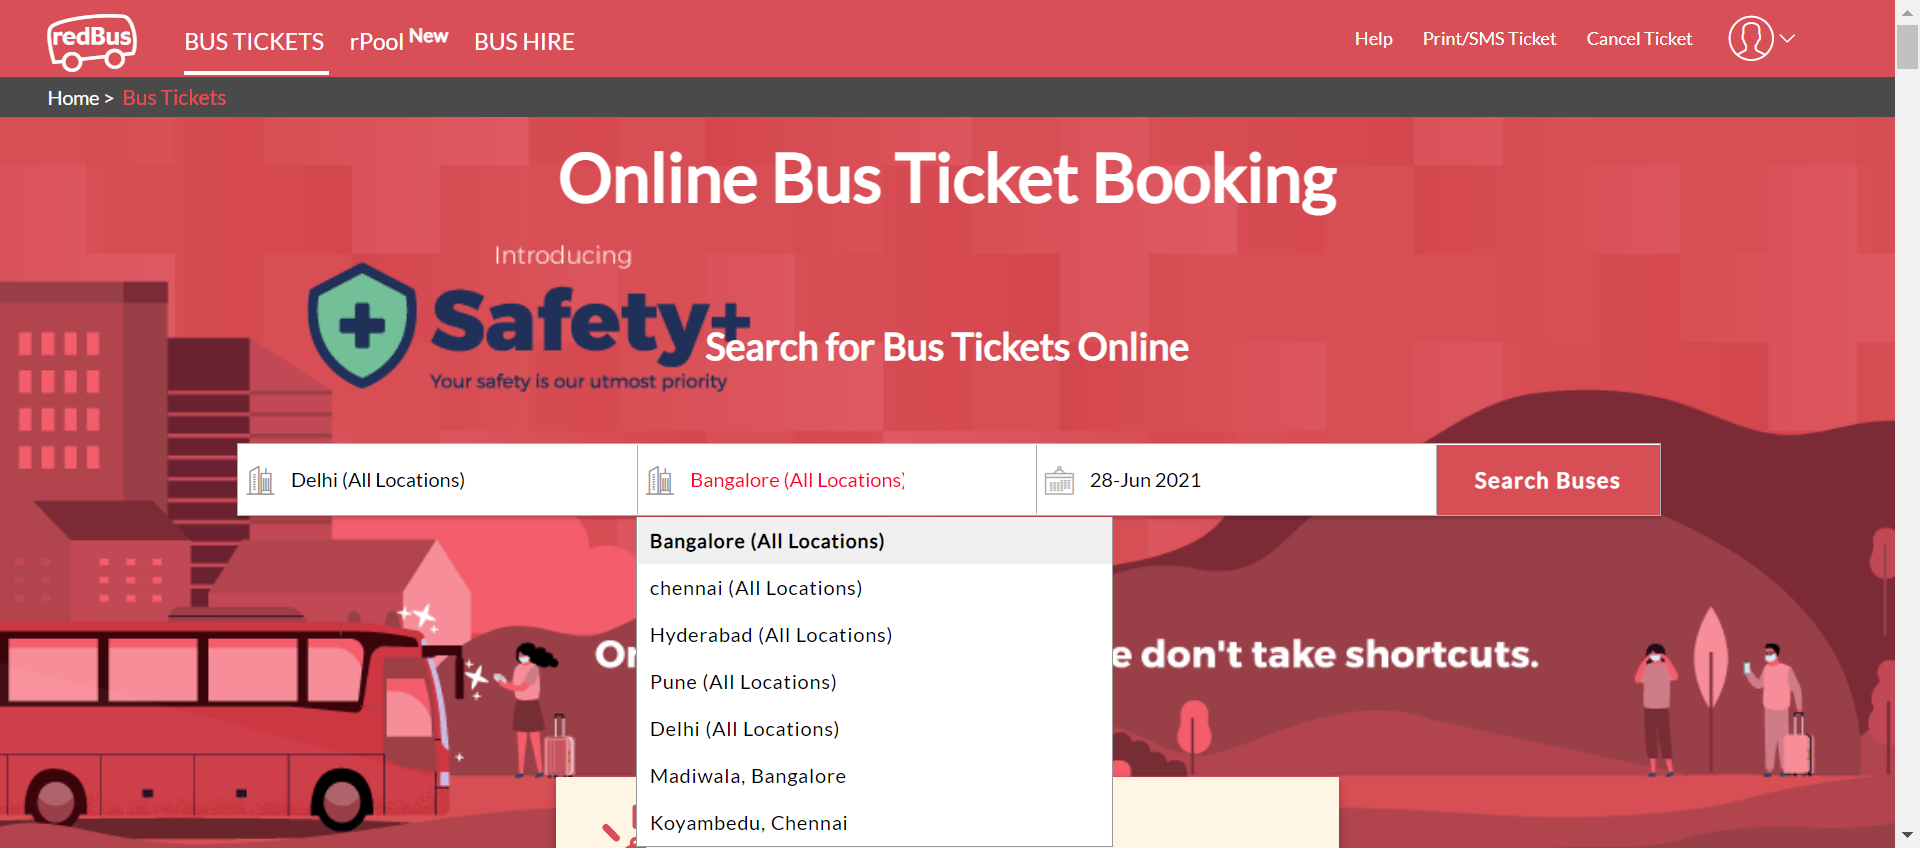 redBus
BUS TICKETS
rPool New
BUS HIRE
Help
Print/SMS Ticket
Cancel Ticket
Home > Bus Tickets
Online Bus Ticket Booking
Introducing
Safety+
Search for Bus Tickets Online
Your safety is our utmost priority
Delhi (All Locations)
Bangalore (All Locations)
28-Jun 2021
Search Buses
Bangalore (All Locations)
chennai (All Locations)
Hyderabad (All Locations)
Pune (All Locations)
Delhi (All Locations)
Madiwala, Bangalore
Koyambedu, Chennai
don't take shortcuts.